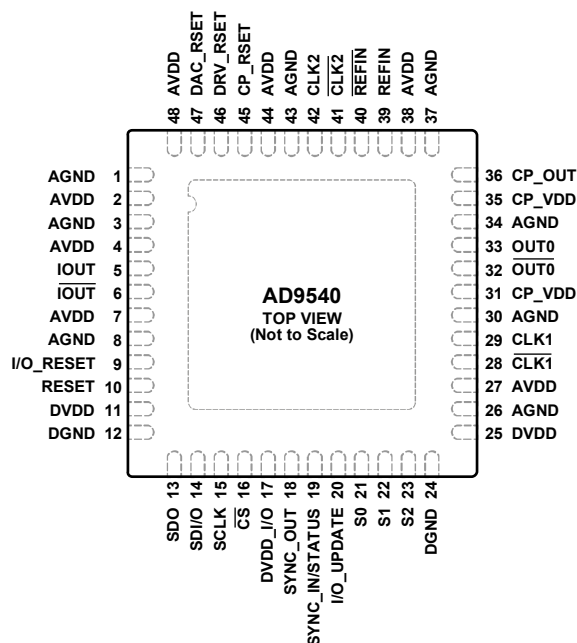 48 AVDD
47 DAC_RSET
46 DRV_RSET
45 CP_RSET
44 AVDD
43 AGND
42 CLK2
41 CLK2
40 REFIN
39 REFIN
38 AVDD
37 AGND
AGND 1
AVDD 2
AGND 3
AVDD 4
IOUT 5
IOUT 6
AVDD 7
AGND 8
I/O_RESET 9
RESET 10
DVDD 11
DGND 12
AD9540
TOP VIEW
(Not to Scale)
36 CP_OUT
35 CP_VDD
34 AGND
33 OUT0
32 OUT0
31 CP_VDD
30 AGND
29 CLK1
28 CLK1
27 AVDD
26 AGND
25 DVDD
SDO 13
SDI/O 14
SCLK 15
CS 16
DVDD_I/O 17
SYNC_OUT 18
SYNC_IN/STATUS 19
I/O_UPDATE 20
S0 21
S1 22
S2 23
DGND 24